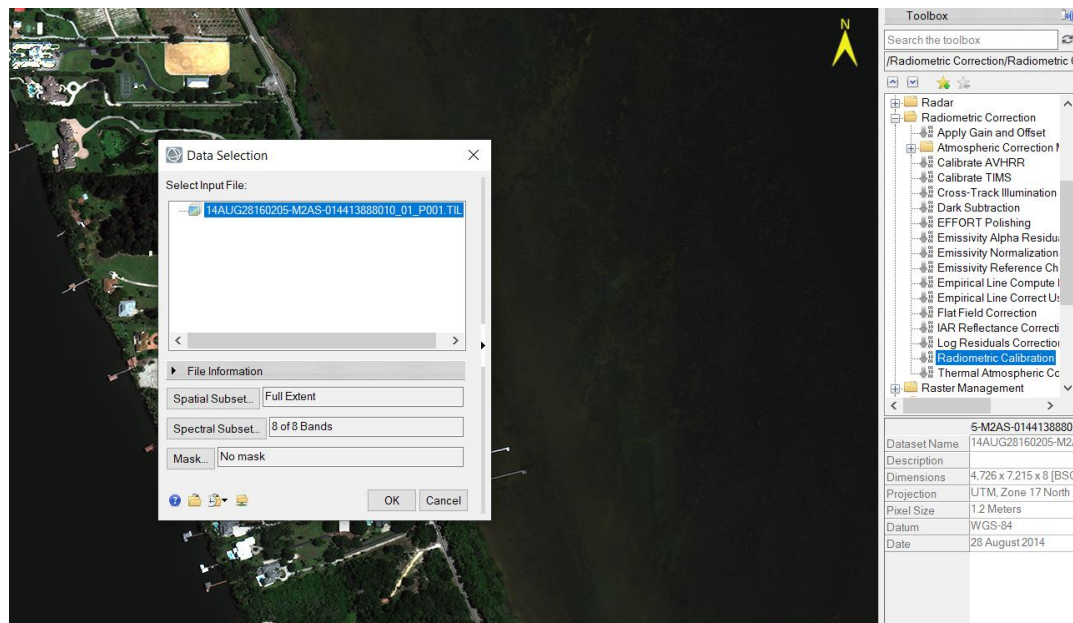 N
Data Selection
Select Input File:
14AUG28160205-M2AS-014413888010_01_P001.TIL
File Information
Spatial Subset...
Full Extent
Spectral Subset...
8 of 8 Bands
Mask...
No mask
OK
Cancel
Toolbox
Search the toolbox
/Radiometric Correction/Radiometric
Radar
Radiometric Correction
Apply Gain and Offset
Atmospheric Correction
Calibrate AVHRR
Calibrate TIMS
Cross-Track Illumination
Dark Subtraction
EFFORT Polishing
Emissivity Alpha Residu
Emissivity Normalization
Emissivity Reference Ch
Empirical Line Compute
Empirical Line Correct Us
Flat Field Correction
IAR Reflectance Correcti
Log Residuals Correction
Radiometric Calibration
Thermal Atmospheric Co
Raster Management
5-M2AS-0144138880
Dataset Name 14AUG28160205-M2
Description
Dimensions 4,726 x 7,215 x 8 [BSQ
Projection UTM, Zone 17 North
Pixel Size 1.2 Meters
Datum WGS-84
Date 28 August 2014